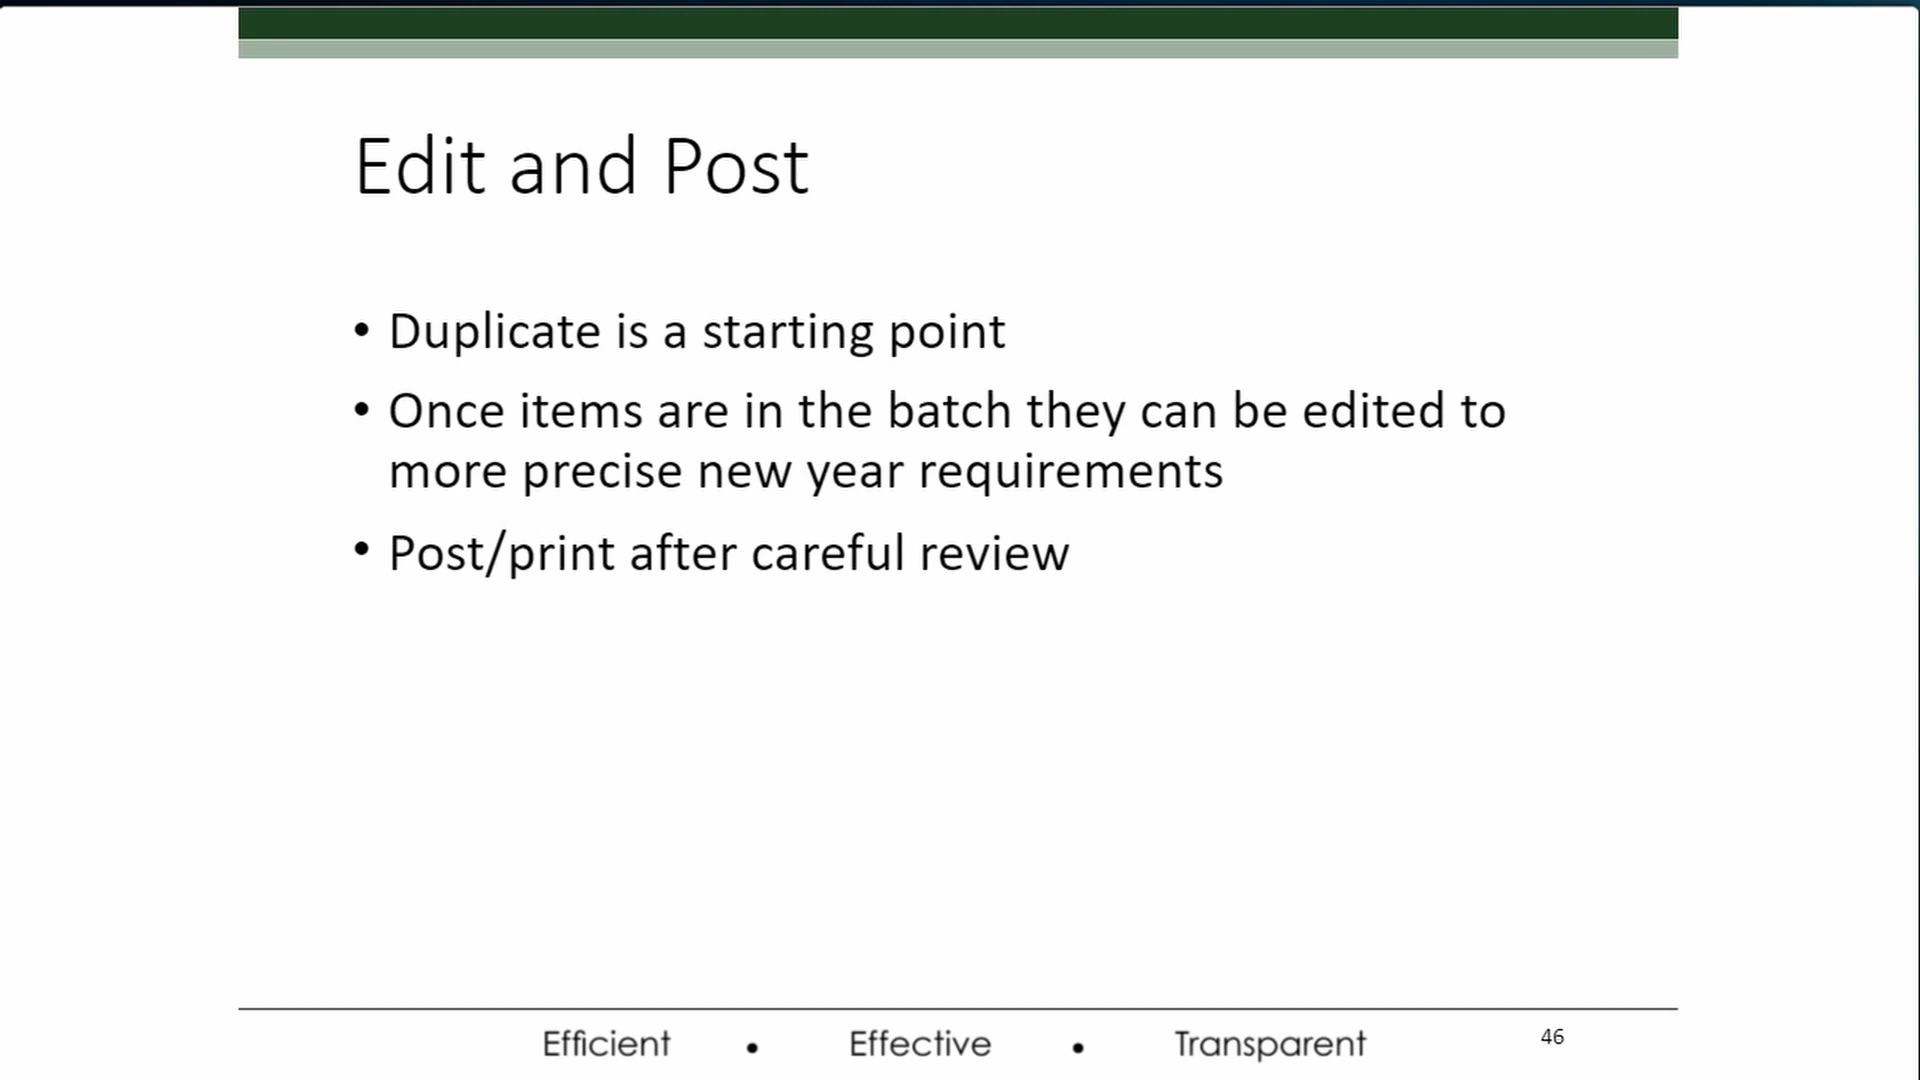 Edit and Post
• Duplicate is a starting point
• Once items are in the batch they can be edited to
more precise new year requirements
• Post/print after careful review
Efficient • Effective • Transparent 46